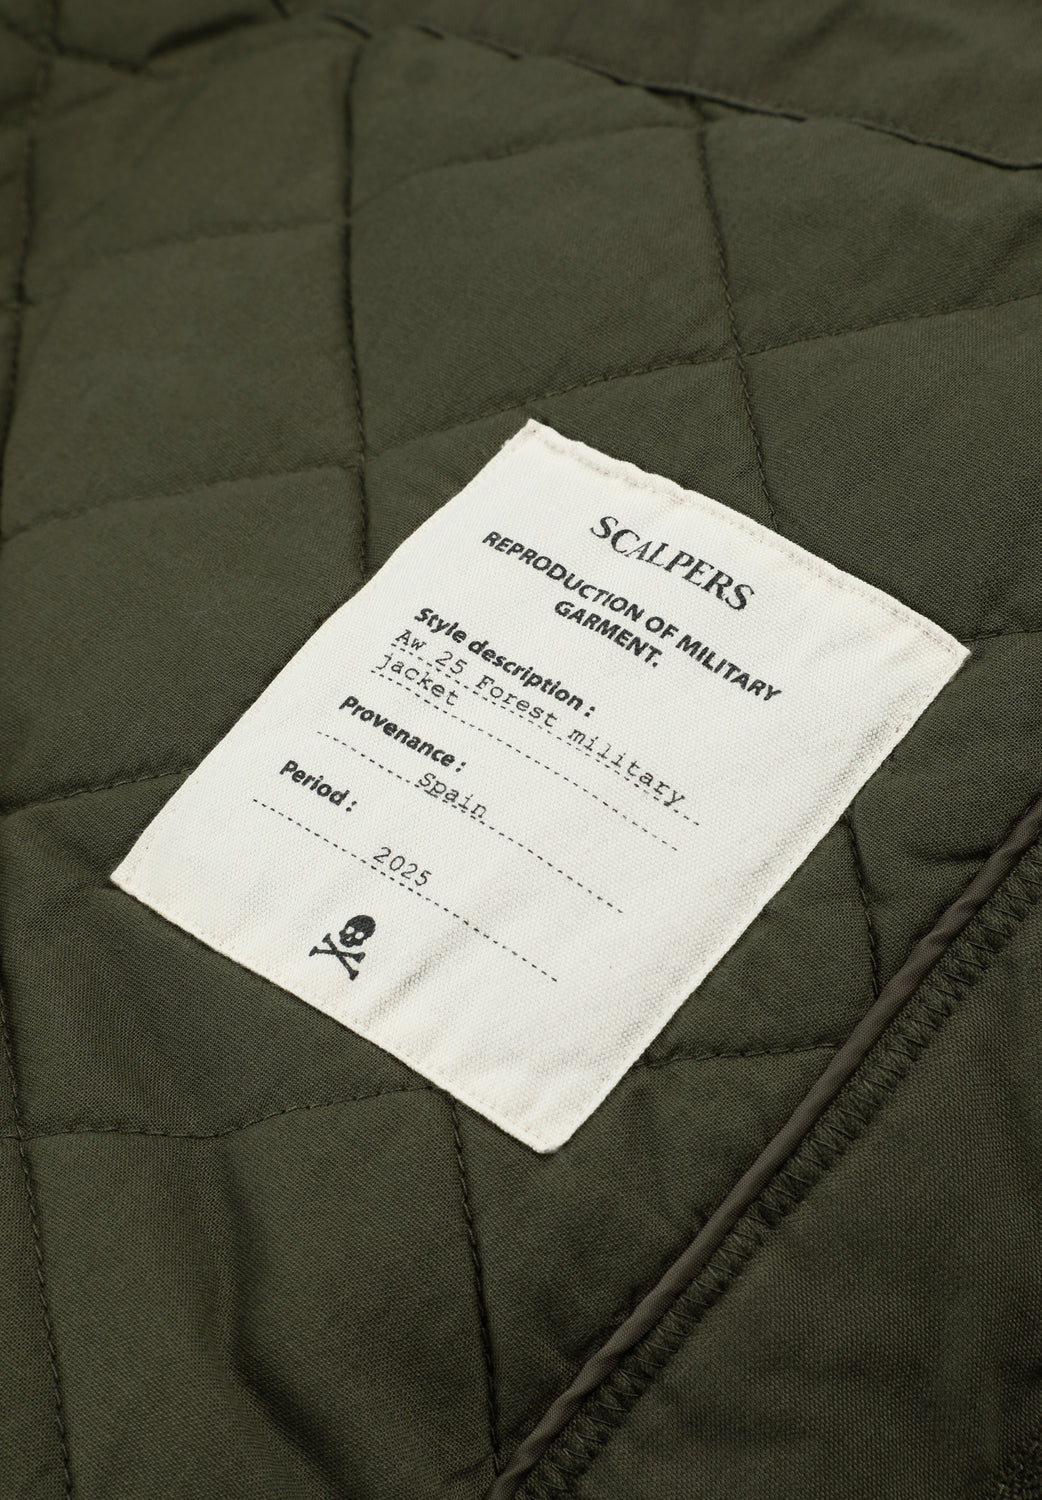 SCALPERS
REPRODUCTION OF MILITARY
GARMENT.
Style description :
Aw 25 Forest military
jacket
Provenance :
Spain
Period :
2025